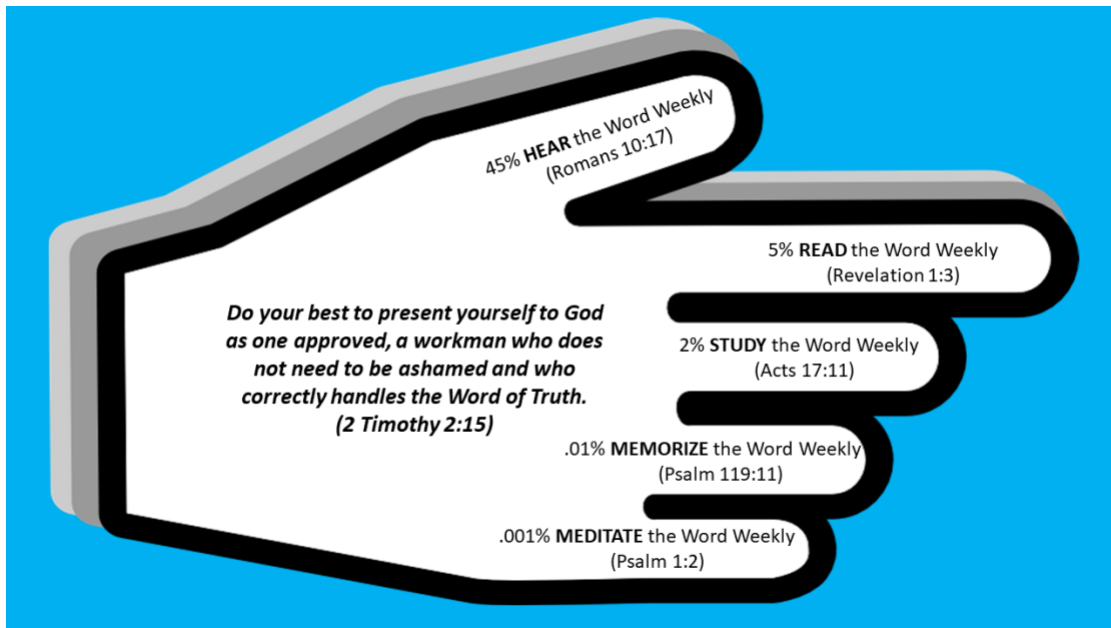 45% HEAR the Word Weekly
(Romans 10:17)
5% READ the Word Weekly
(Revelation 1:3)
Do your best to present yourself to God
as one approved, a workman who does
not need to be ashamed and who
correctly handles the Word of Truth.
(2 Timothy 2:15)
2% STUDY the Word Weekly
(Acts 17:11)
.01% MEMORIZE the Word Weekly
(Psalm 119:11)
.001% MEDITATE the Word Weekly
(Psalm 1:2)